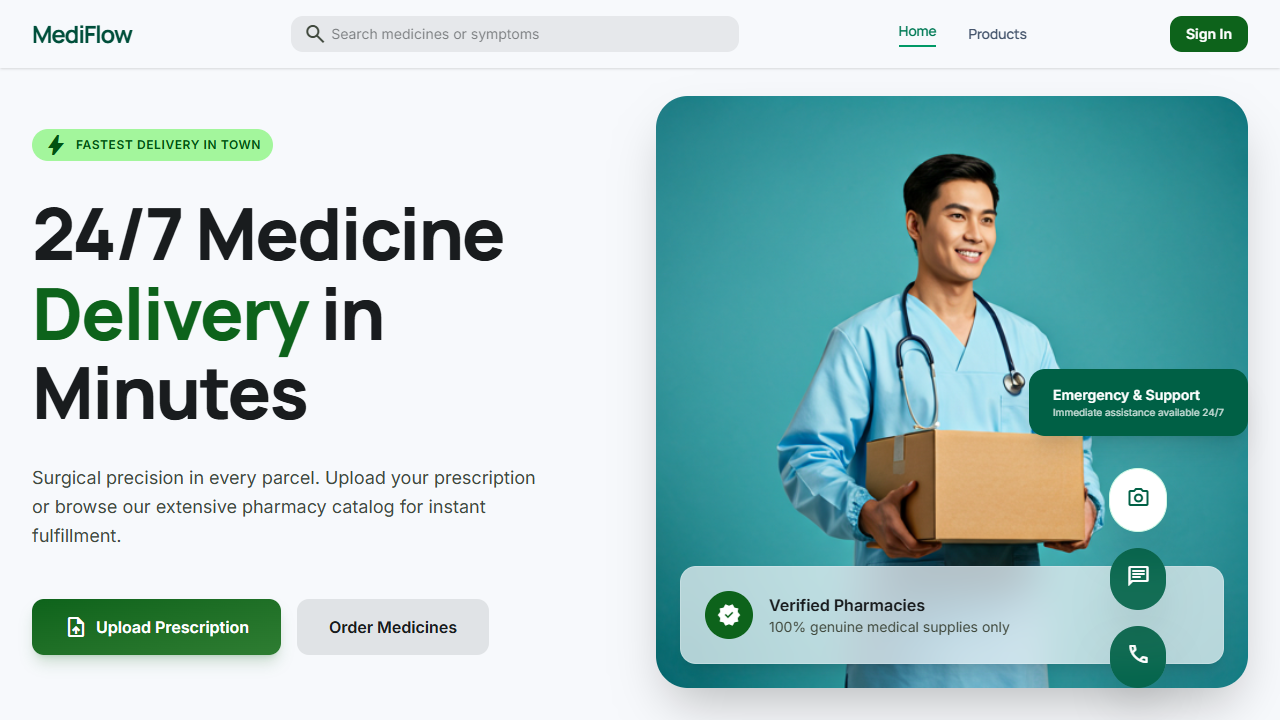 MediFlow
Search medicines or symptoms
Home
Products
Sign In
FASTEST DELIVERY IN TOWN
24/7 Medicine
Delivery in
Minutes
Surgical precision in every parcel. Upload your prescription
or browse our extensive pharmacy catalog for instant
fulfillment.
Upload Prescription
Order Medicines
Emergency & Support
Immediate assistance available 24/7
Verified Pharmacies
100% genuine medical supplies only